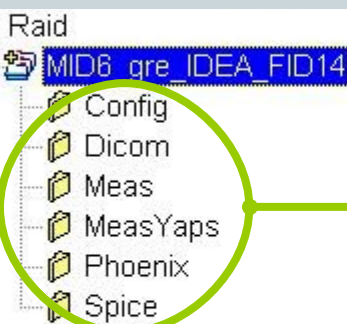 Raid
MID6_gre_IDEA_FID14
Config
Dicom
Meas
MeasYaps
Phoenix
Spice